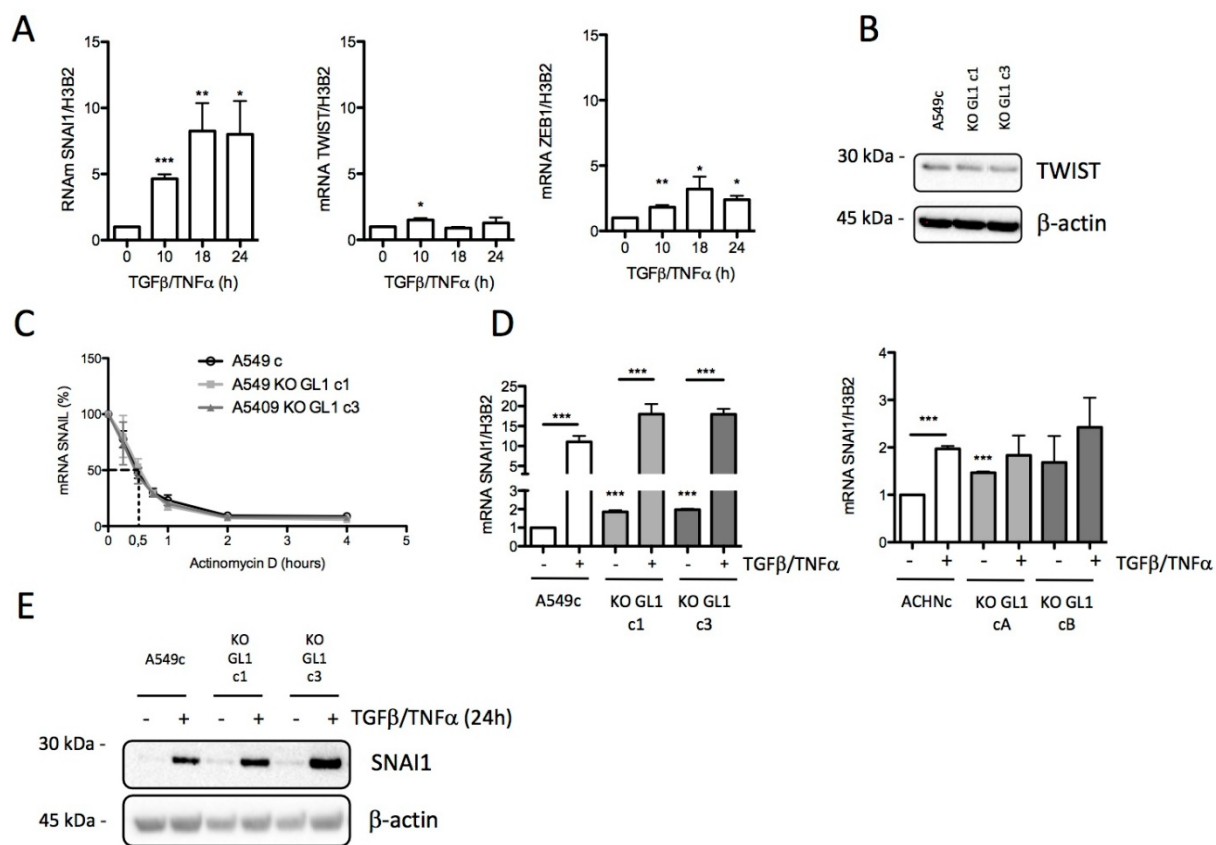 A
RNAm SNAI1/H3B2
15
10
5
0
***
**
*
0 10 18 24
TGFβ/TNFα (h)
mRNA TWIST/H3B2
15
10
5
0
*
0 10 18 24
TGFβ/TNFα (h)
mRNA ZEB1/H3B2
15
10
5
0
**
*
*
0 10 18 24
TGFβ/TNFα (h)
B
A549c
KO GL1 c1
KO GL1 c3
30 kDa -
TWIST
45 kDa -
β-actin
C
mRNA SNAIL (%)
150
100
50
0
A549 c
A549 KO GL1 c1
A5409 KO GL1 c3
0 0,5 1 2 3 4 5
Actinomycin D (hours)
D
mRNA SNAI1/H3B2
25
20
15
10
5
2
1
0
***
***
***
***
***
- + - + - +
TGFβ/TNFα
A549c
KO GL1
c1
KO GL1
c3
mRNA SNAI1/H3B2
4
3
2
1
0
***
***
- + - + - +
TGFβ/TNFα
ACHNc
KO GL1
cA
KO GL1
cB
E
A549c
KO
GL1
c1
KO
GL1
c3
- + - + - +
TGFβ/TNFα (24h)
30 kDa -
SNAI1
45 kDa -
β-actin